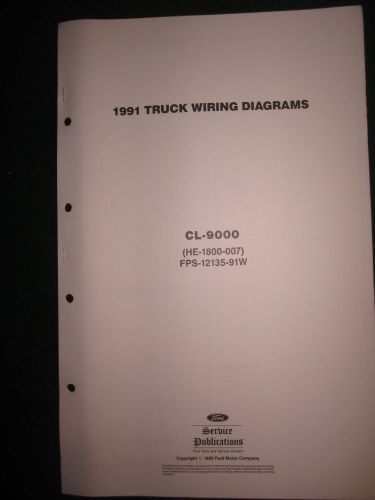 1991 TRUCK WIRING DIAGRAMS
CL-9000
(HE-1800-007)
FPS-12135-91W
Ford
Service
Publications
Ford Parts and Service Division
Copyright © 1990 Ford Motor Company